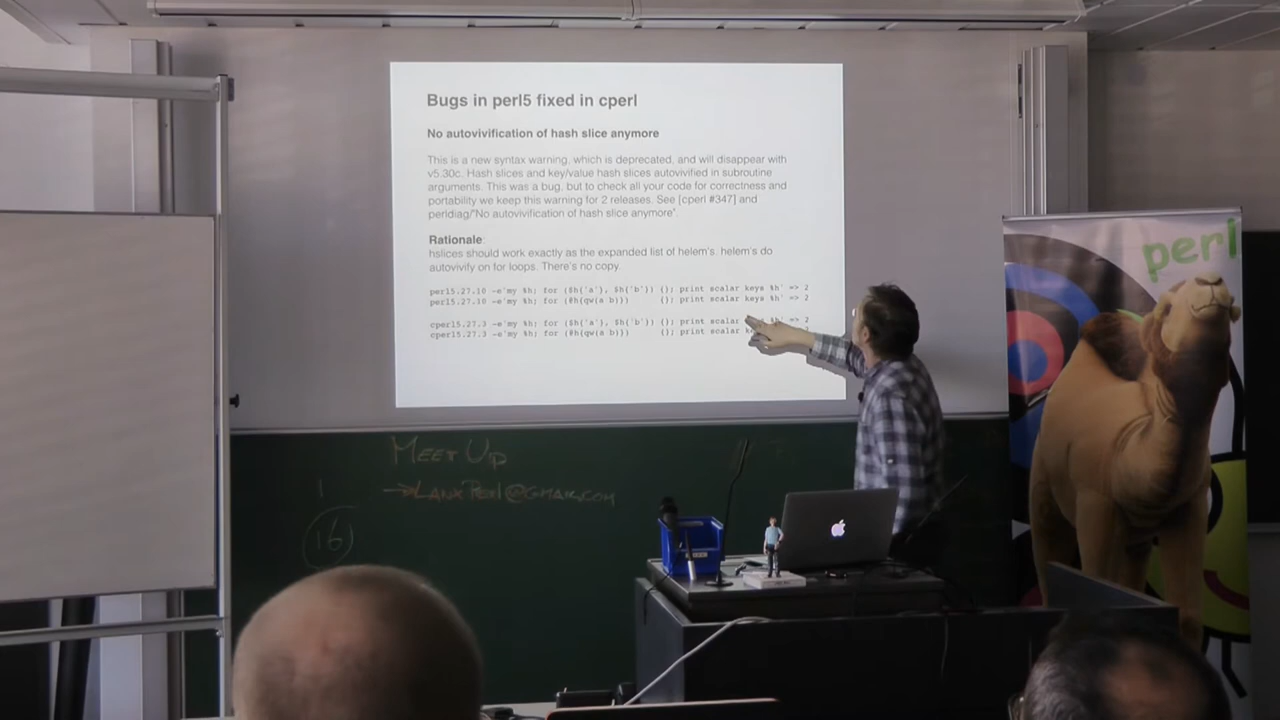 Bugs in perl5 fixed in cperl
No autovivification of hash slice anymore
This is a new syntax warning, which is deprecated, and will disappear with
v5.30c. Hash slices and key/value hash slices autovivified in subroutine
arguments. This was a bug, but to check all your code for correctness and
portability we keep this warning for 2 releases. See [cperl #347] and
perldiag/"No autovivification of hash slice anymore".
Rationale:
hslices should work exactly as the expanded list of helem's. helem's do
autovivify on for loops. There's no copy.
perl5.27.10 -e'my %h; for ($h{'a'}, $h{'b'}) {}; print scalar keys %h' => 2
perl5.27.10 -e'my %h; for (@h{qw(a b)}) {}; print scalar keys %h' => 2
cperl5.27.3 -e'my %h; for ($h{'a'}, $h{'b'}) {}; print scalar %h' => 2
cperl5.27.3 -e'my %h; for (@h{qw(a b)}) {}; print scalar
perl
MEET UP
1 → LANXPERL@GMAIL.COM
16